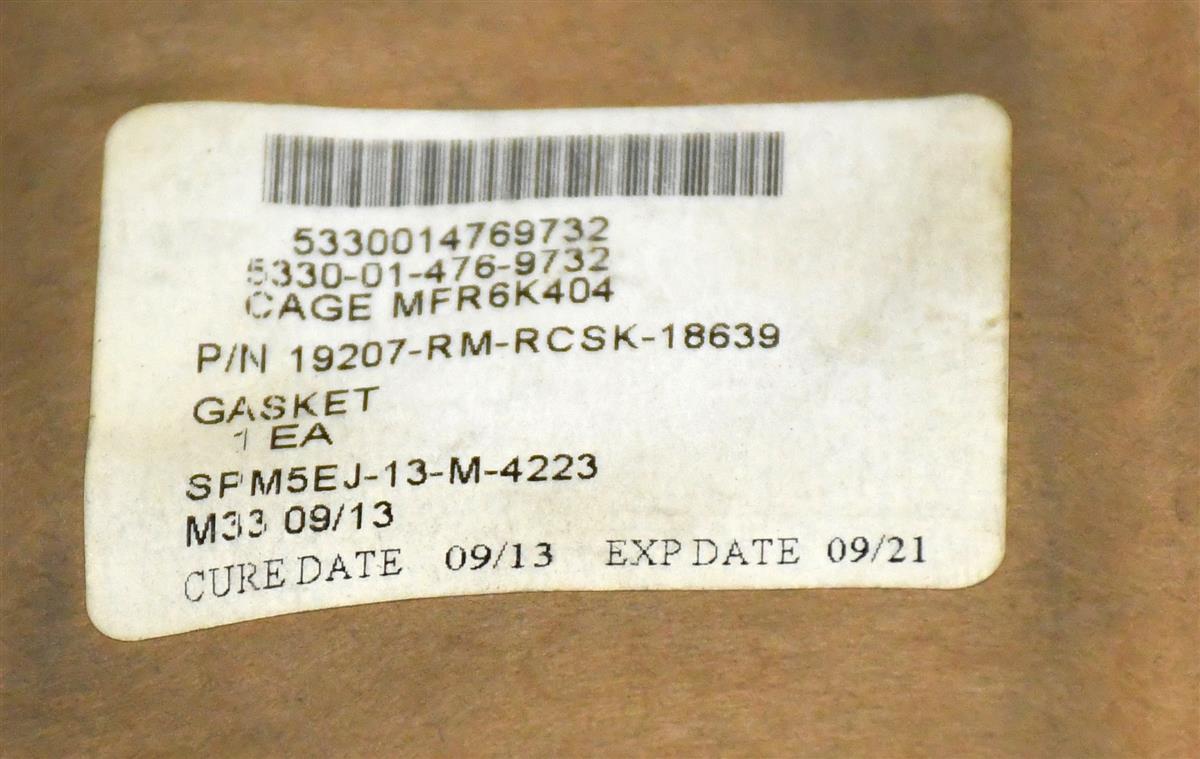 5330014769732
5330-01-476-9732
CAGE MFR6K404
P/N 19207-RM-RCSK-18639
GASKET
1 EA
SPM5EJ-13-M-4223
M33 09/13
CURE DATE 09/13 EXP DATE 09/21